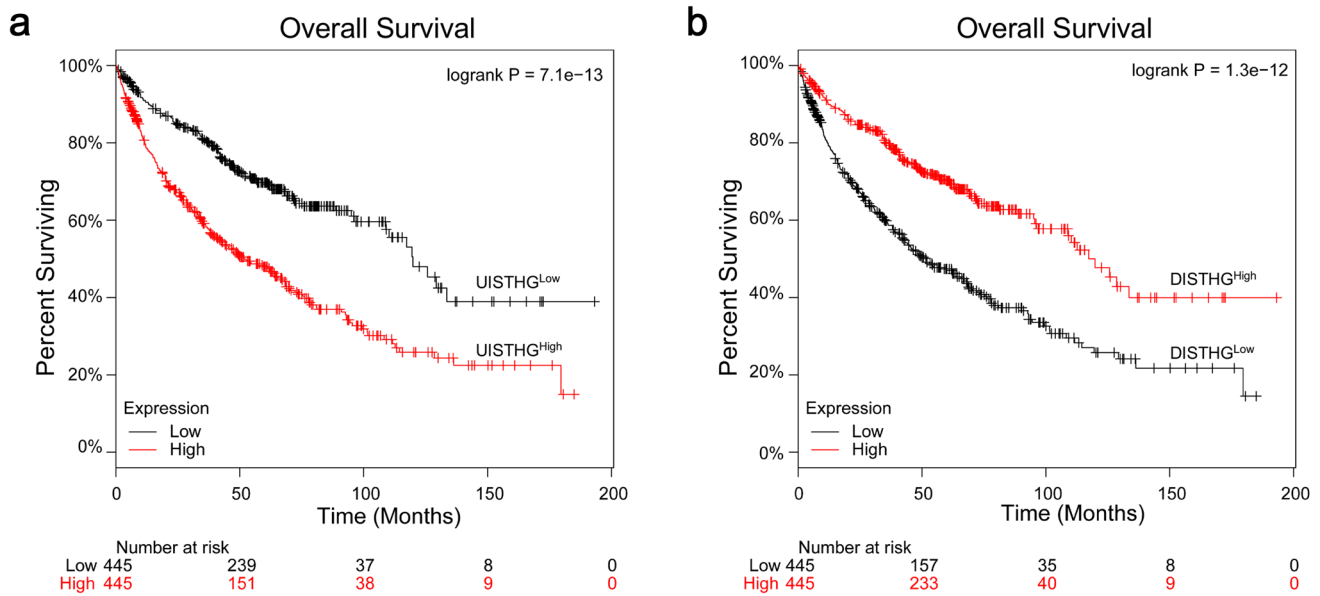 a
Overall Survival
logrank P = 7.1e−13
Percent Surviving
100%
80%
60%
40%
20%
0%
UISTHG^Low
UISTHG^High
Expression
Low
High
0 50 100 150 200
Time (Months)
Number at risk
Low 445 239 37 8 0
High 445 151 38 9 0
b
Overall Survival
logrank P = 1.3e−12
Percent Surviving
100%
80%
60%
40%
20%
0%
DISTHG^High
DISTHG^Low
Expression
Low
High
0 50 100 150 200
Time (Months)
Number at risk
Low 445 157 35 8 0
High 445 233 40 9 0